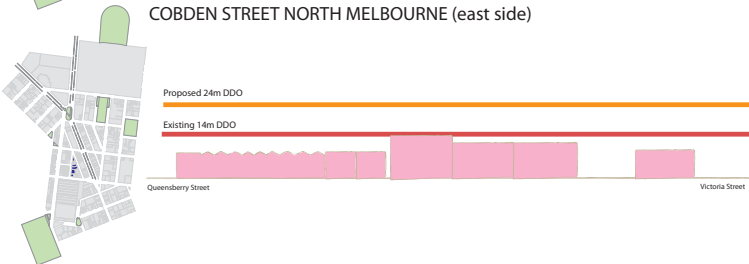 COBDEN STREET NORTH MELBOURNE (east side)
Proposed 24m DDO
Existing 14m DDO
Queensberry Street
Victoria Street